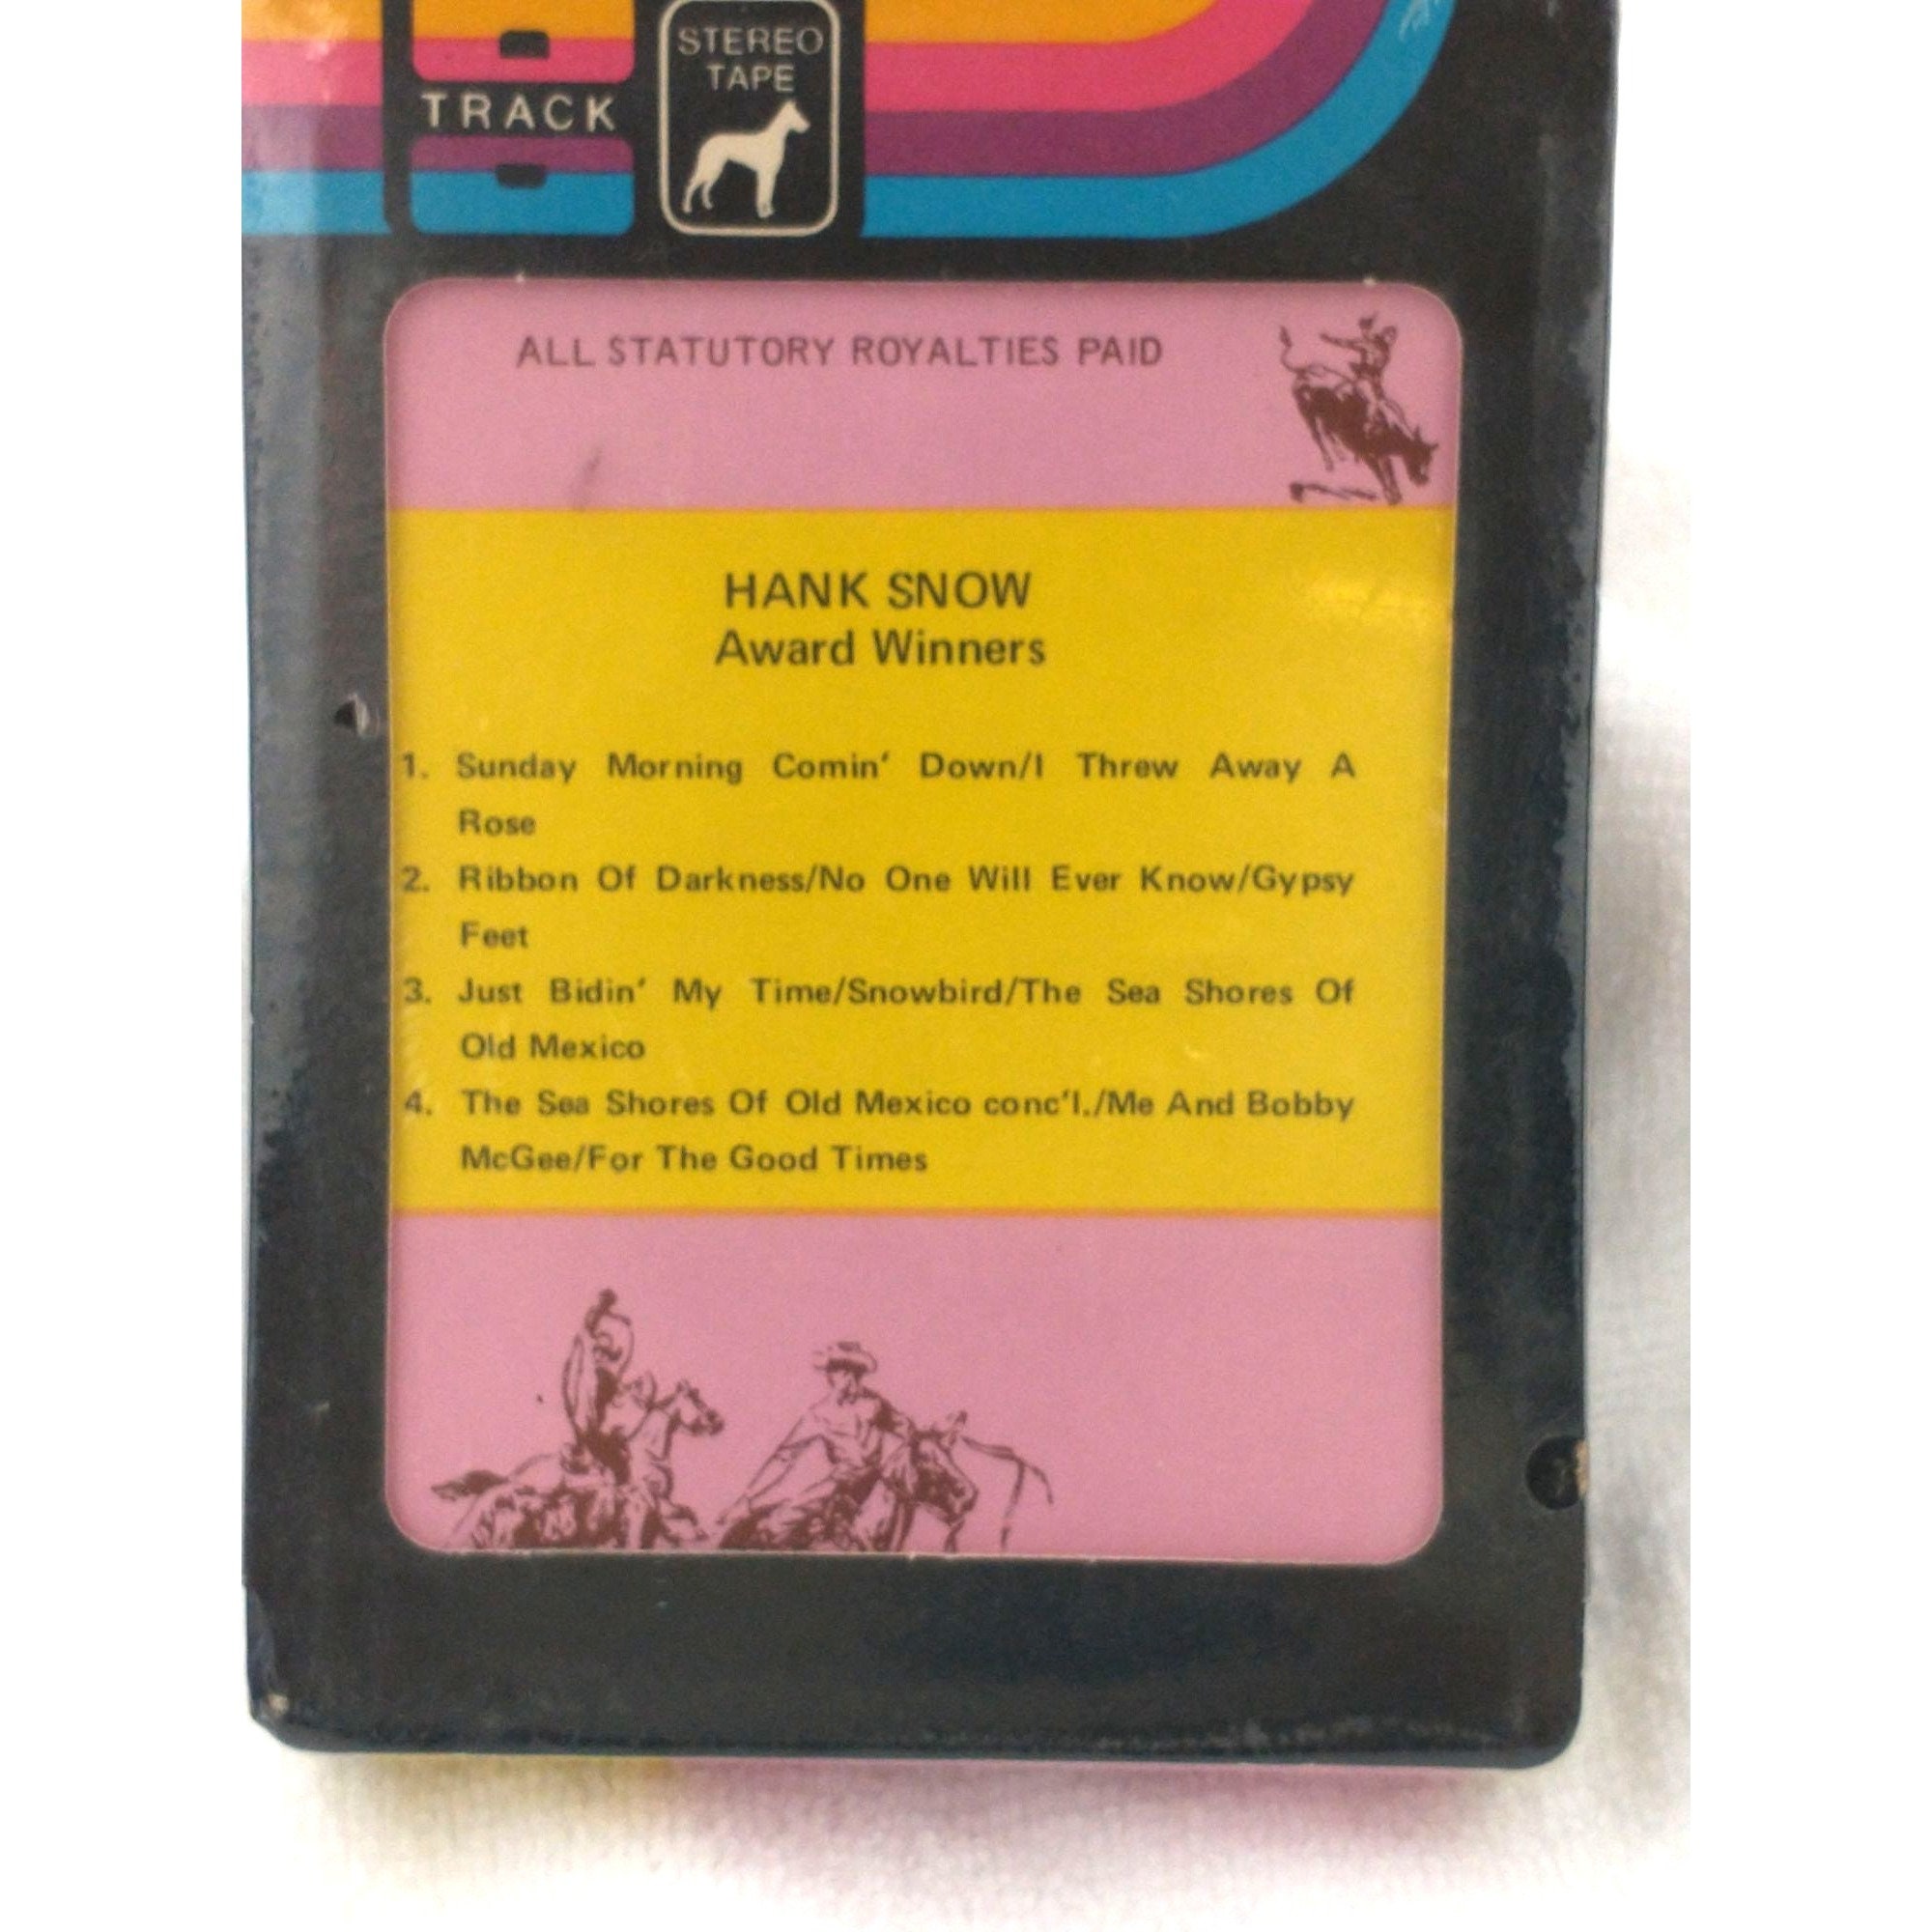 TRACK
STEREO
TAPE
ALL STATUTORY ROYALTIES PAID
HANK SNOW
Award Winners
1. Sunday Morning Comin' Down/I Threw Away A
Rose
2. Ribbon Of Darkness/No One Will Ever Know/Gypsy
Feet
3. Just Bidin' My Time/Snowbird/The Sea Shores Of
Old Mexico
4. The Sea Shores Of Old Mexico conc'l./Me And Bobby
McGee/For The Good Times